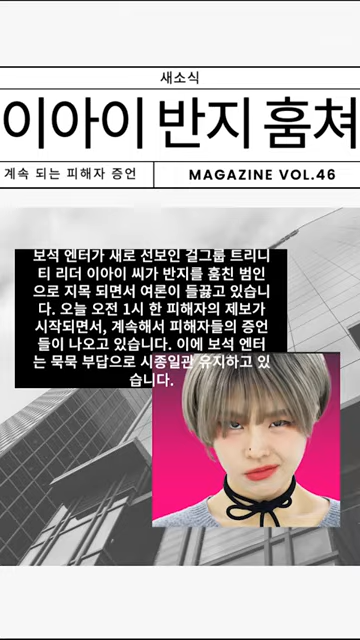 새소식
이아이 반지 훔쳐
계속 되는 피해자 증언
MAGAZINE VOL.46
보석 엔터가 새로 선보인 걸그룹 트리니
티 리더 이아이 씨가 반지를 훔친 범인
으로 지목 되면서 여론이 들끓고 있습니
다. 오늘 오전 1시 한 피해자의 제보가
시작되면서, 계속해서 피해자들의 증언
들이 나오고 있습니다. 이에 보석 엔터
는 묵묵 부답으로 시종일관 유지하고 있
습니다.